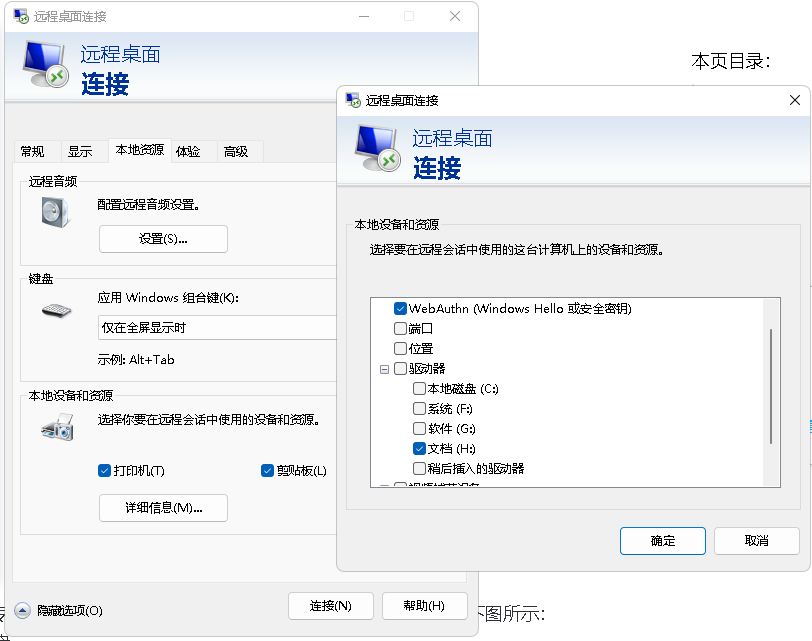 远程桌面连接
远程桌面
连接
常规
显示
本地资源
体验
高级
远程音频
配置远程音频设置。
设置(S)...
键盘
应用 Windows 组合键(K):
仅在全屏显示时
示例: Alt+Tab
本地设备和资源
选择你要在远程会话中使用的设备和资源。
打印机(T)
剪贴板(L)
详细信息(M)...
隐藏选项(O)
连接(N)
帮助(H)
本页目录：
远程桌面连接
远程桌面
连接
本地设备和资源
选择要在远程会话中使用的这台计算机上的设备和资源。
WebAuthn (Windows Hello 或安全密钥)
端口
位置
驱动器
本地磁盘 (C:)
系统 (F:)
软件 (G:)
文档 (H:)
稍后插入的驱动器
确定
取消
下图所示：